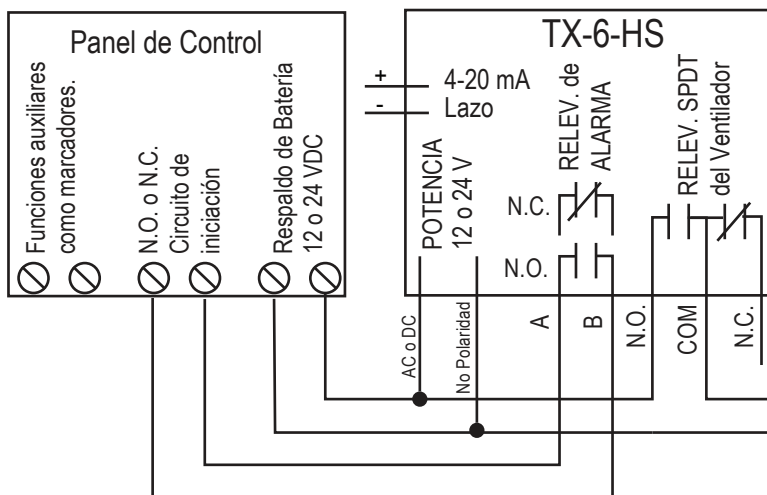 Panel de Control
Funciones auxiliares
como marcadores.
N.O. o N.C.
Circuito de
iniciación
Respaldo de Batería
12 o 24 VDC
TX-6-HS
+
4-20 mA
-
Lazo
POTENCIA
12 o 24 V
RELEV. de
ALARMA
N.C.
N.O.
RELEV. SPDT
del Ventilador
AC o DC
No Polaridad
A
B
N.O.
COM
N.C.